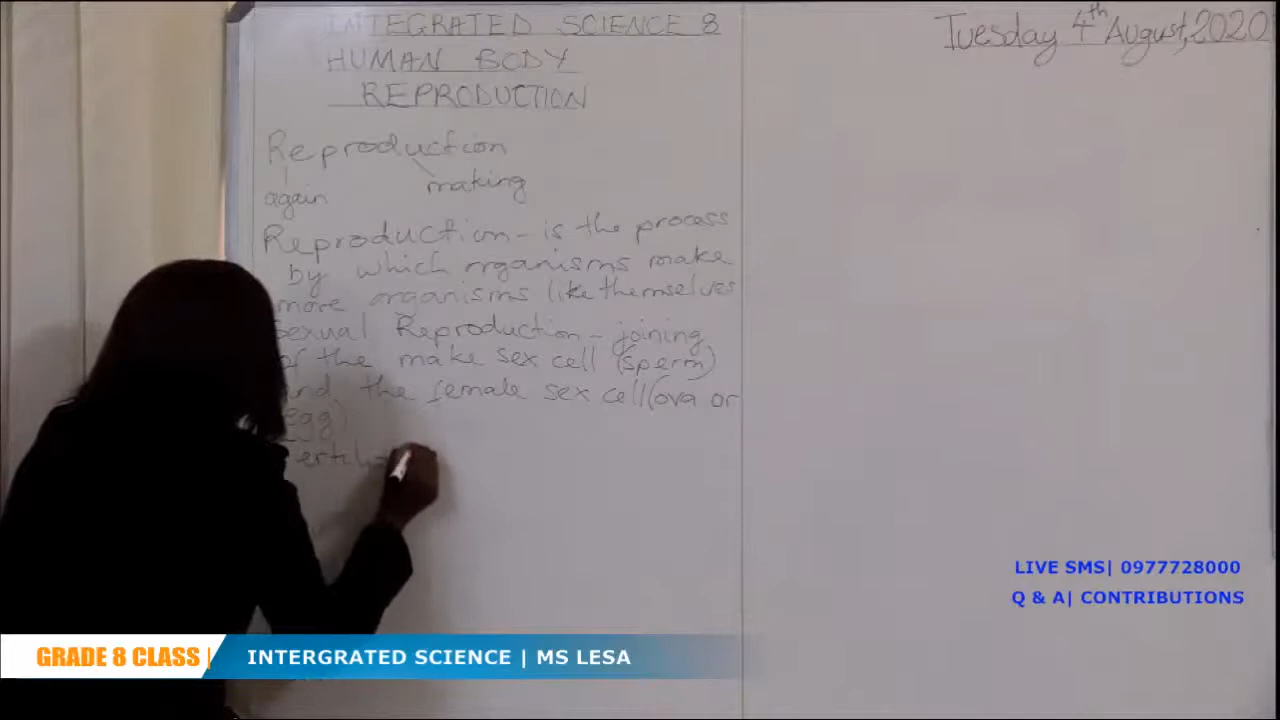 INTEGRATED SCIENCE 8
Tuesday 4th August, 2020
HUMAN BODY
REPRODUCTION
Reproduction
again
making
Reproduction - is the process
by which organisms make
more organisms like themselves
Sexual Reproduction - joining
of the make sex cell (sperm)
and the female sex cell (ova or
egg)
LIVE SMS| 0977728000
Q & A| CONTRIBUTIONS
GRADE 8 CLASS |
INTERGRATED SCIENCE | MS LESA